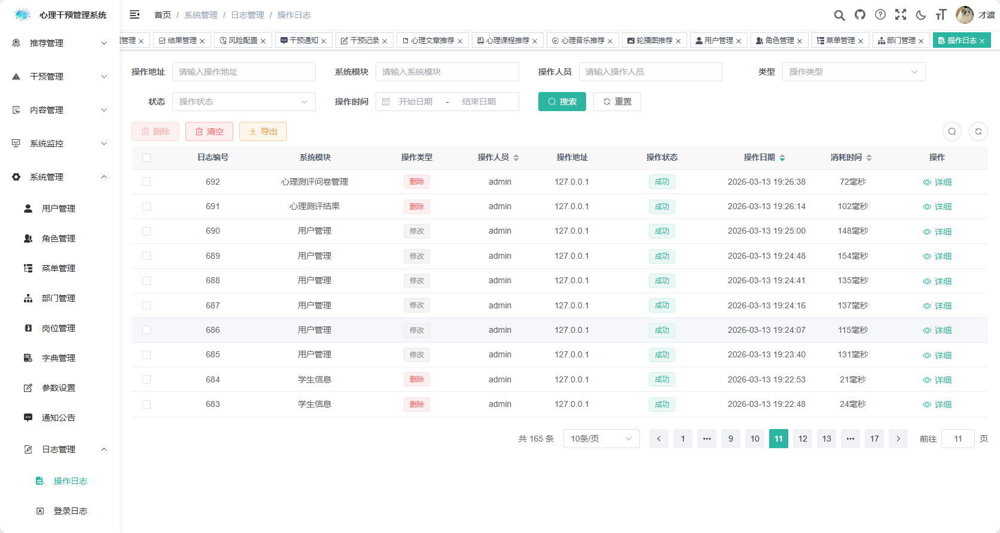 心理干预管理系统
首页 / 系统管理 / 日志管理 / 操作日志
才渡
管理
结果管理
风险配置
干预通知
干预记录
心理文章推荐
心理课程推荐
心理音乐推荐
轮播图推荐
用户管理
角色管理
菜单管理
部门管理
操作日志
推荐管理
干预管理
内容管理
系统监控
系统管理
用户管理
角色管理
菜单管理
部门管理
岗位管理
字典管理
参数设置
通知公告
日志管理
操作日志
登录日志
操作地址 请输入操作地址 系统模块 请输入系统模块 操作人员 请输入操作人员 类型 操作类型
状态 操作状态 操作时间 开始日期 - 结束日期 搜索 重置
删除 清空 导出
日志编号 系统模块 操作类型 操作人员 操作地址 操作状态 操作日期 消耗时间 操作
692 心理测评问卷管理 删除 admin 127.0.0.1 成功 2026-03-13 19:26:38 72毫秒 详细
691 心理测评结果 删除 admin 127.0.0.1 成功 2026-03-13 19:26:14 102毫秒 详细
690 用户管理 修改 admin 127.0.0.1 成功 2026-03-13 19:25:00 148毫秒 详细
689 用户管理 修改 admin 127.0.0.1 成功 2026-03-13 19:24:48 154毫秒 详细
688 用户管理 修改 admin 127.0.0.1 成功 2026-03-13 19:24:41 135毫秒 详细
687 用户管理 修改 admin 127.0.0.1 成功 2026-03-13 19:24:16 137毫秒 详细
686 用户管理 修改 admin 127.0.0.1 成功 2026-03-13 19:24:07 115毫秒 详细
685 用户管理 修改 admin 127.0.0.1 成功 2026-03-13 19:23:40 131毫秒 详细
684 学生信息 删除 admin 127.0.0.1 成功 2026-03-13 19:22:53 21毫秒 详细
683 学生信息 删除 admin 127.0.0.1 成功 2026-03-13 19:22:48 24毫秒 详细
共 165 条 10条/页 1 ••• 9 10 11 12 13 ••• 17 前往 11 页